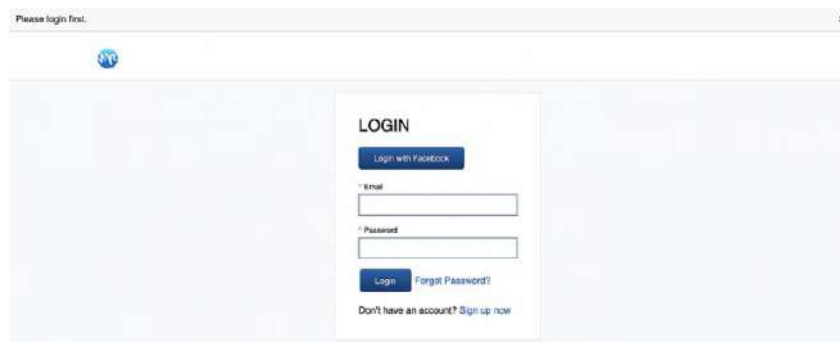 Please login first.
LOGIN
Login with Facebook
* Email
* Password
Login Forgot Password?
Don't have an account? Sign up now